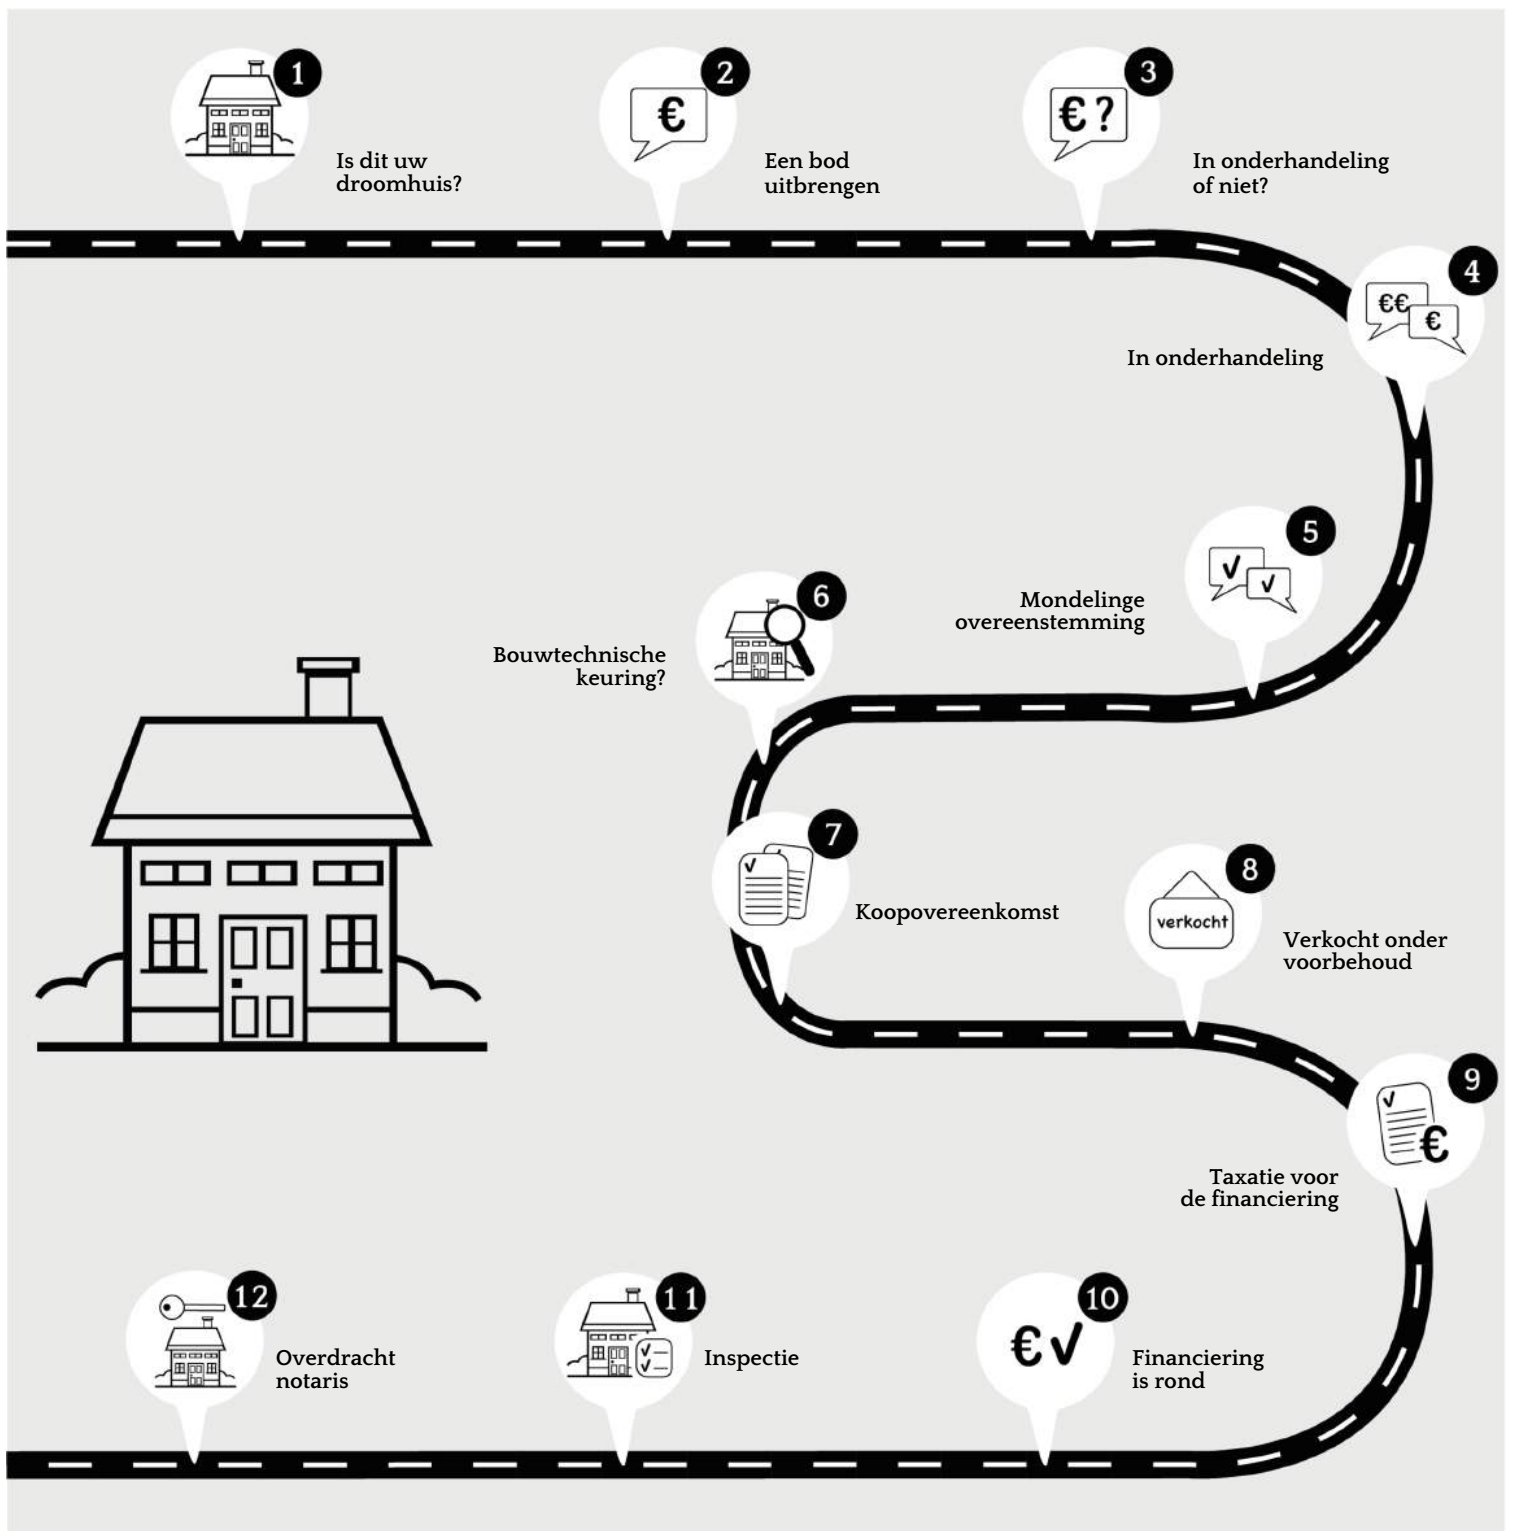 1
Is dit uw
droomhuis?
2
€
Een bod
uitbrengen
3
€ ?
In onderhandeling
of niet?
4
€€
€
In onderhandeling
5
Mondelinge
overeenstemming
6
Bouwtechnische
keuring?
7
Koopovereenkomst
8
verkocht
Verkocht onder
voorbehoud
9
€
Taxatie voor
de financiering
10
€
Financiering
is rond
11
Inspectie
12
Overdracht
notaris